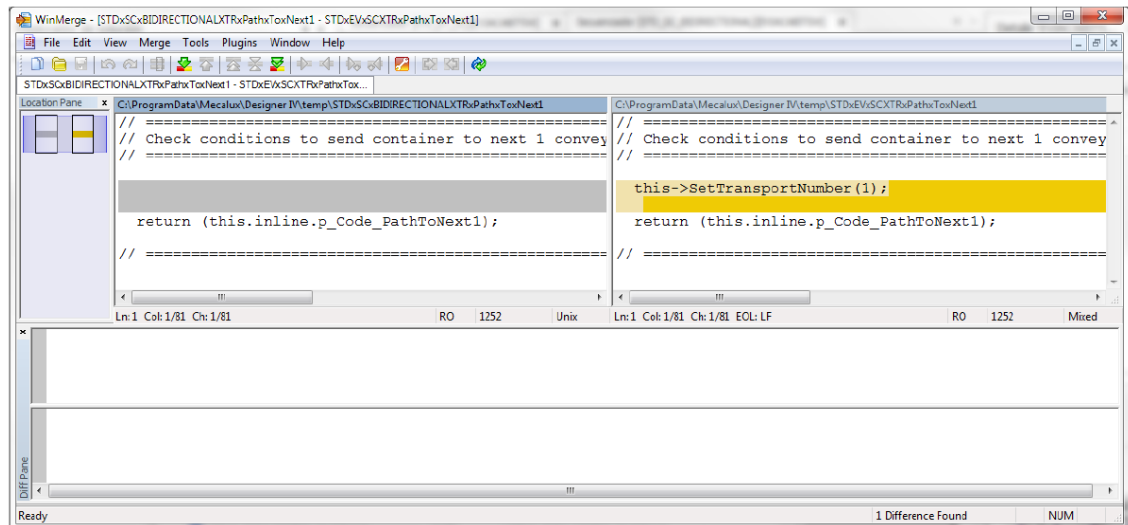 WinMerge - [STDxSCxBIDIRECTIONALXTRxPathxToxNext1 - STDxEVxSCXTRxPathxToxNext1]
File Edit View Merge Tools Plugins Window Help
STDxSCxBIDIRECTIONALXTRxPathxToxNext1 - STDxEVxSCXTRxPathxTox...
Location Pane x
C:\ProgramData\Mecalux\Designer IV\temp\STDxSCxBIDIRECTIONALXTRxPathxToxNext1
// ===================================================
// Check conditions to send container to next 1 convey
// ===================================================
return (this.inline.p_Code_PathToNext1);
// ===================================================
Ln: 1 Col: 1/81 Ch: 1/81 RO 1252 Unix
C:\ProgramData\Mecalux\Designer IV\temp\STDxEVxSCXTRxPathxToxNext1
// ===================================================
// Check conditions to send container to next 1 convey
// ===================================================
this->SetTransportNumber(1);
return (this.inline.p_Code_PathToNext1);
// ===================================================
Ln: 1 Col: 1/81 Ch: 1/81 EOL: LF RO 1252 Mixed
x
Diff Pane
Ready 1 Difference Found NUM